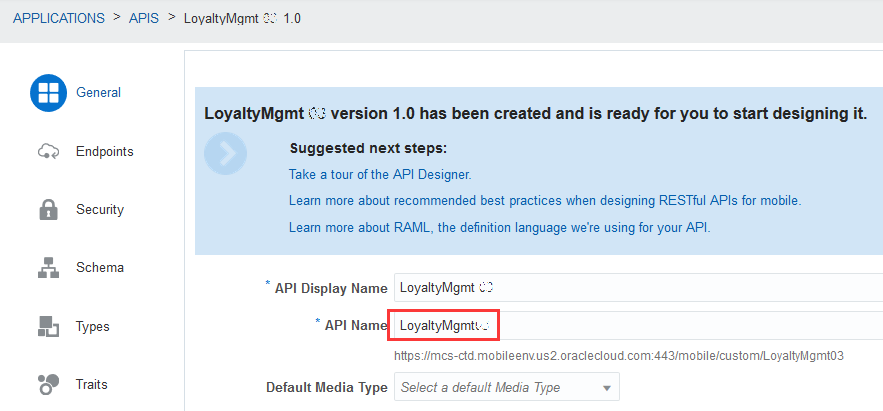 APPLICATIONS > APIS > LoyaltyMgmt 1.0
General
Endpoints
Security
Schema
Types
Traits
LoyaltyMgmt version 1.0 has been created and is ready for you to start designing it.
Suggested next steps:
Take a tour of the API Designer.
Learn more about recommended best practices when designing RESTful APIs for mobile.
Learn more about RAML, the definition language we're using for your API.
* API Display Name LoyaltyMgmt
* API Name LoyaltyMgmt
https://mcs-ctd.mobileenv.us2.oraclecloud.com:443/mobile/custom/LoyaltyMgmt03
Default Media Type Select a default Media Type